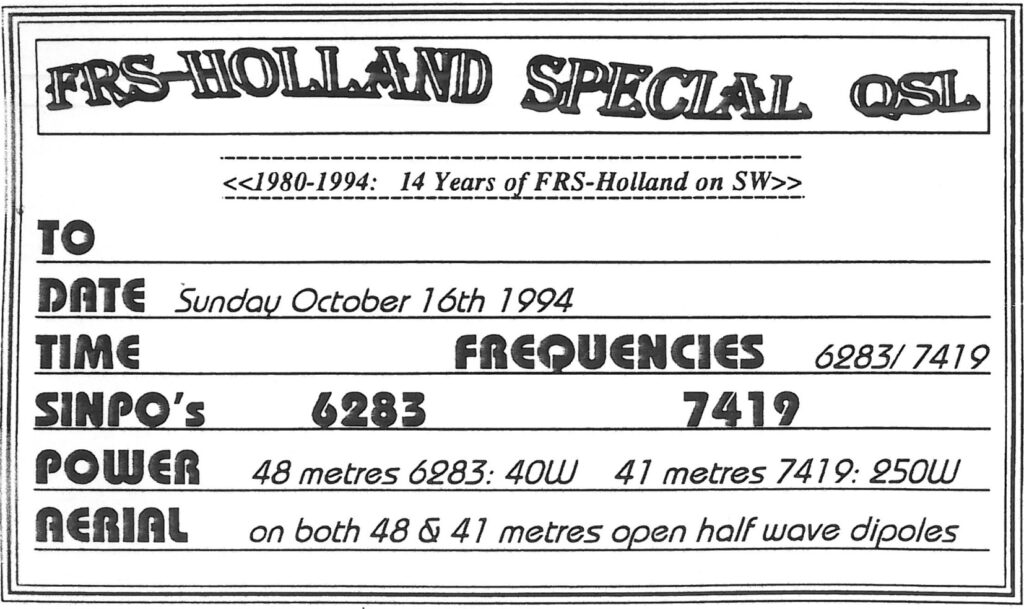 FRS-HOLLAND SPECIAL QSL
<<1980-1994: 14 Years of FRS-Holland on SW>>
TO
DATE Sunday October 16th 1994
TIME FREQUENCIES 6283/ 7419
SINPO's 6283 7419
POWER 48 metres 6283: 40W 41 metres 7419: 250W
AERIAL on both 48 & 41 metres open half wave dipoles